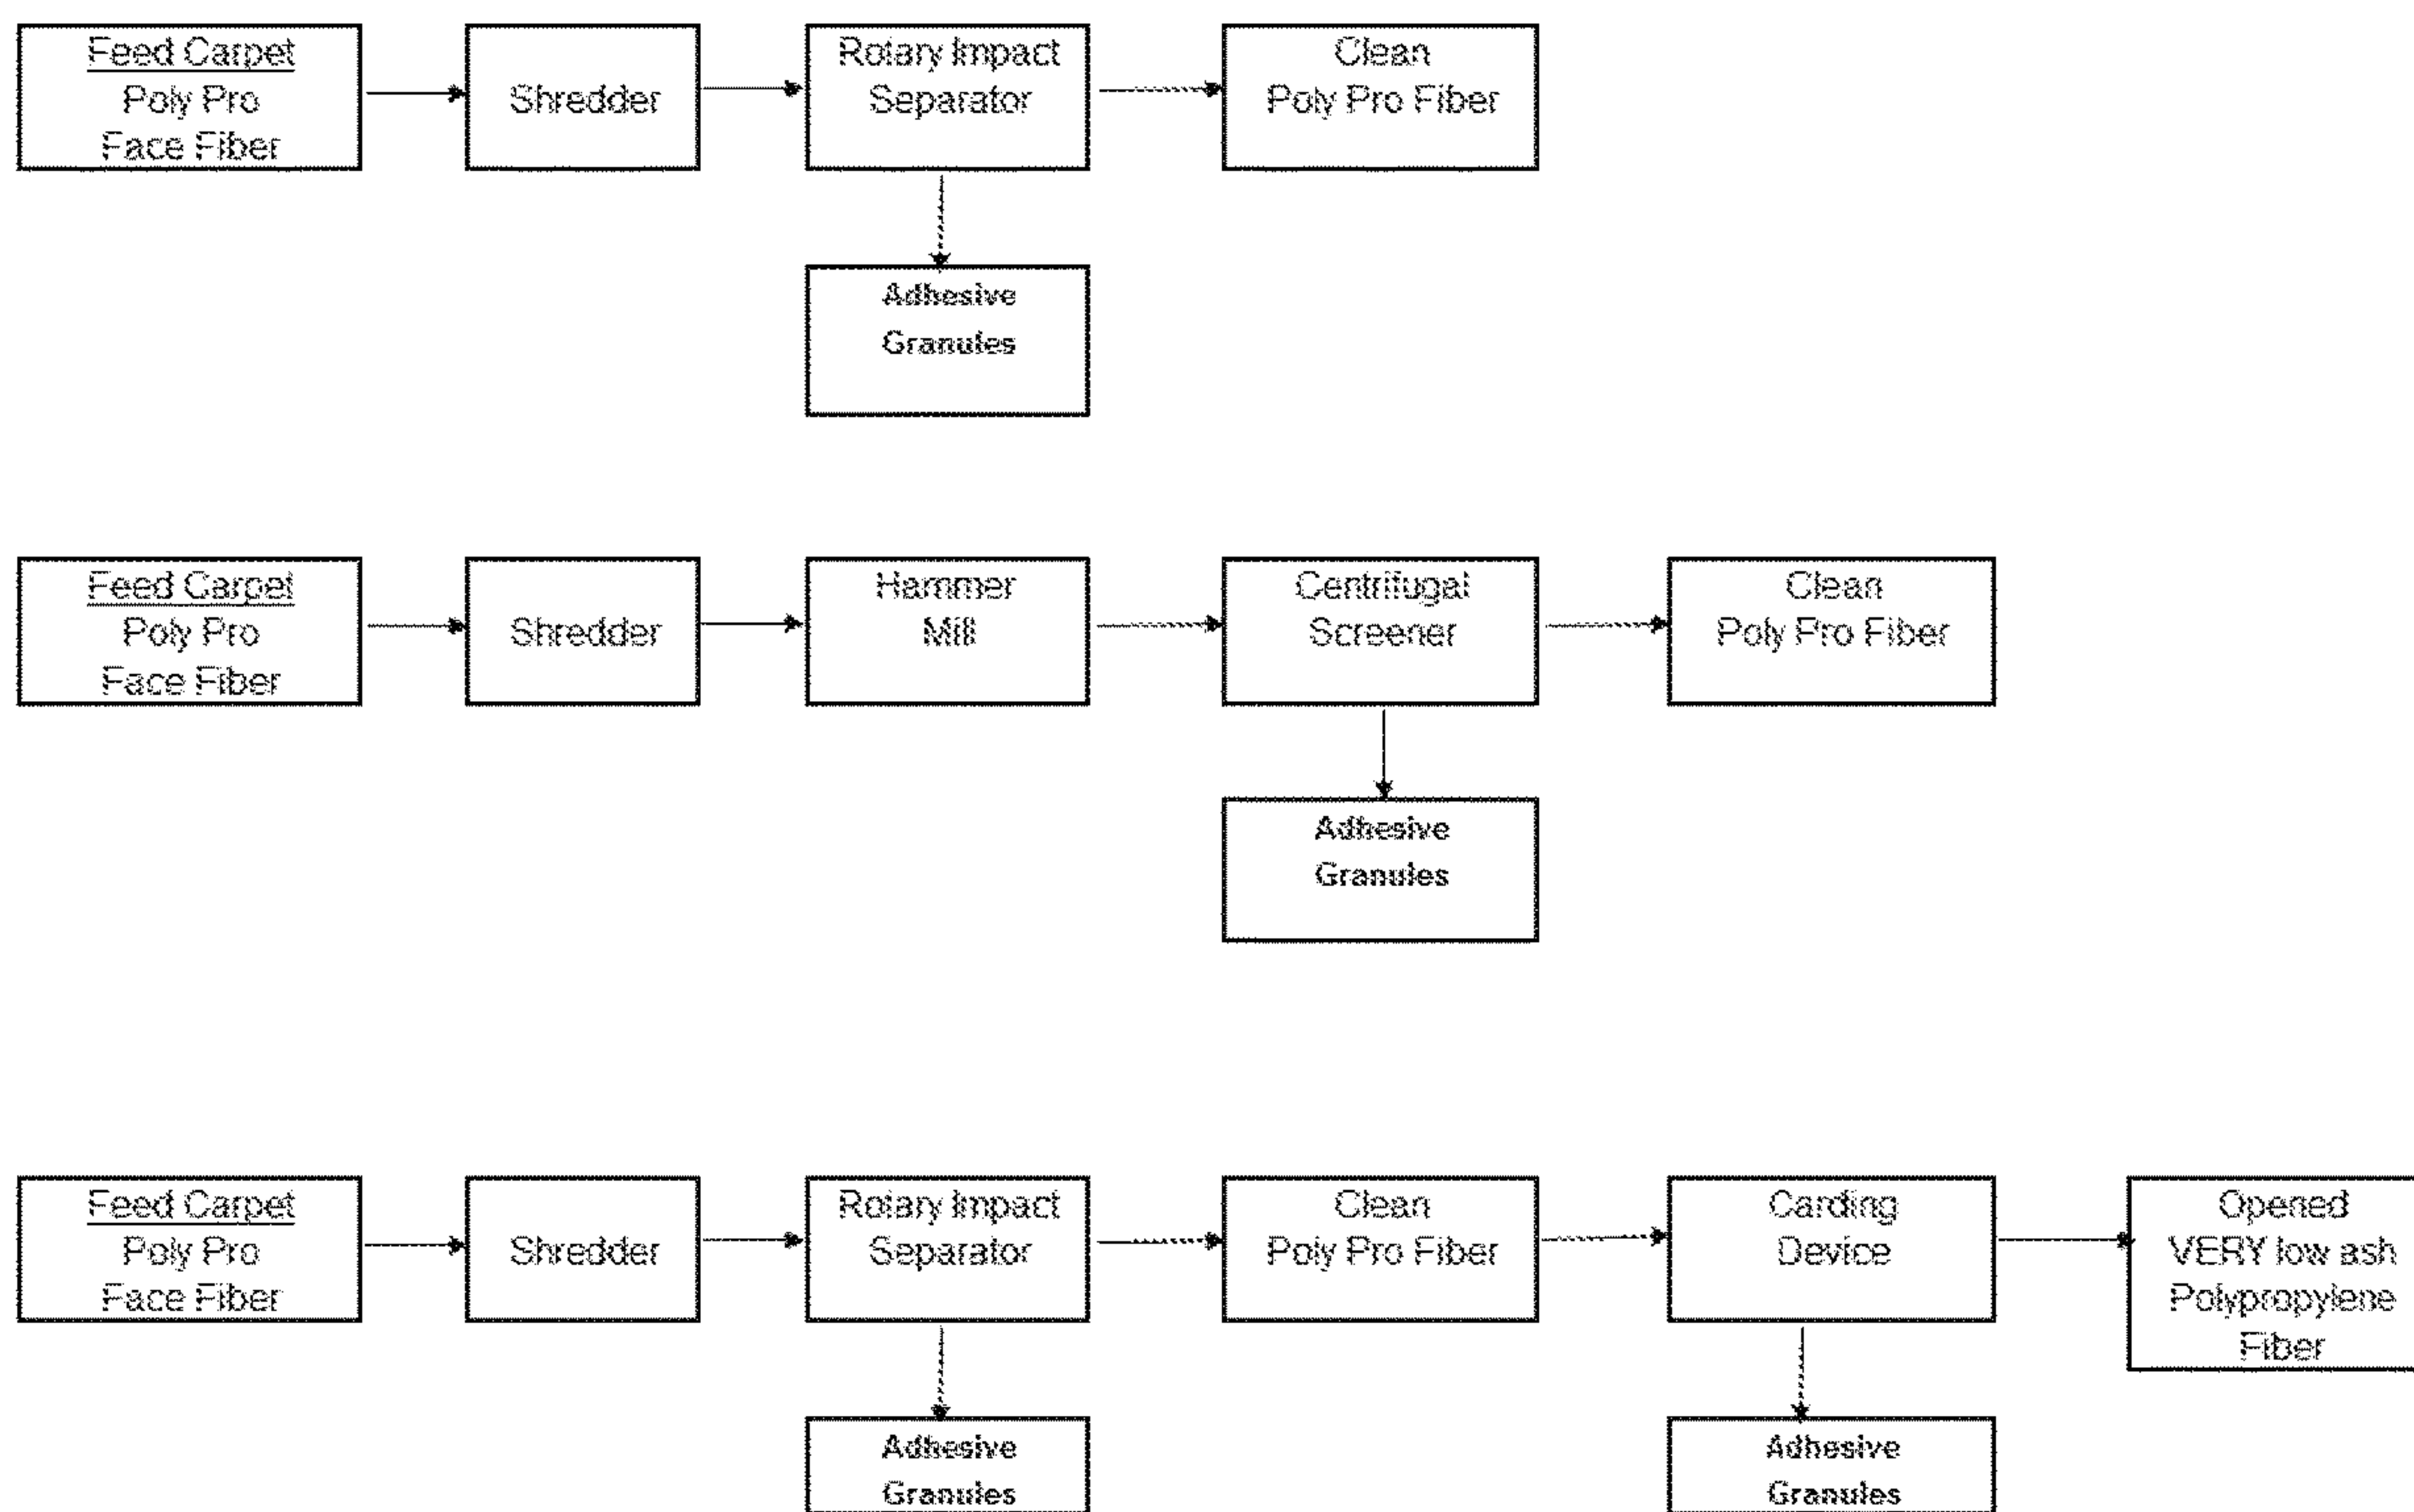 Feed Carpet
Poly Pro
Face Fiber
Shredder
Rotary Impact
Separator
Clean
Poly Pro Fiber
Adhesive
Granules
Feed Carpet
Poly Pro
Face Fiber
Shredder
Hammer
Mill
Centrifugal
Screener
Clean
Poly Pro Fiber
Adhesive
Granules
Feed Carpet
Poly Pro
Face Fiber
Shredder
Rotary Impact
Separator
Clean
Poly Pro Fiber
Carding
Device
Opened
VERY low ash
Polypropylene
Fiber
Adhesive
Granules
Adhesive
Granules